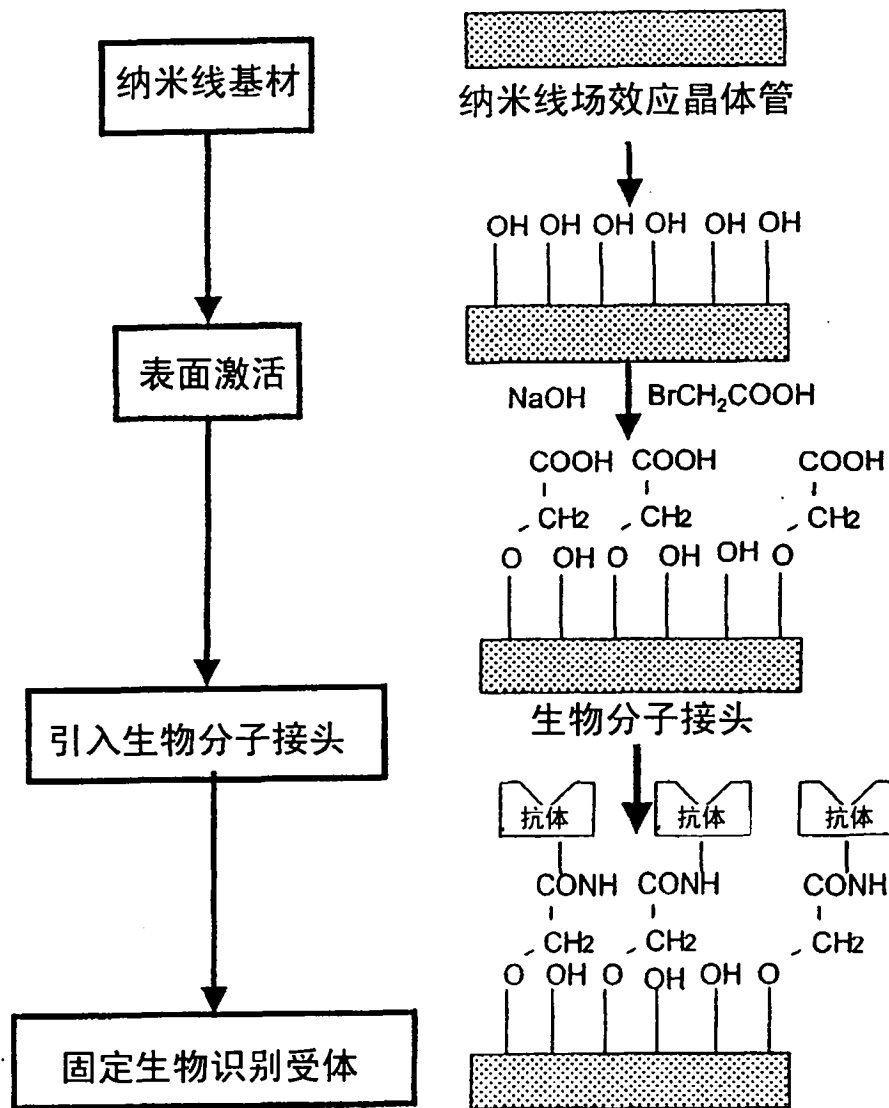 纳米线基材
表面激活
引入生物分子接头
固定生物识别受体
纳米线场效应晶体管
OH OH OH OH OH OH
NaOH BrCH₂COOH
COOH COOH COOH
CH2 CH2 CH2
O OH O OH OH O
生物分子接头
抗体 抗体 抗体
CONH CONH CONH
CH2 CH2 CH2
O OH O OH OH O